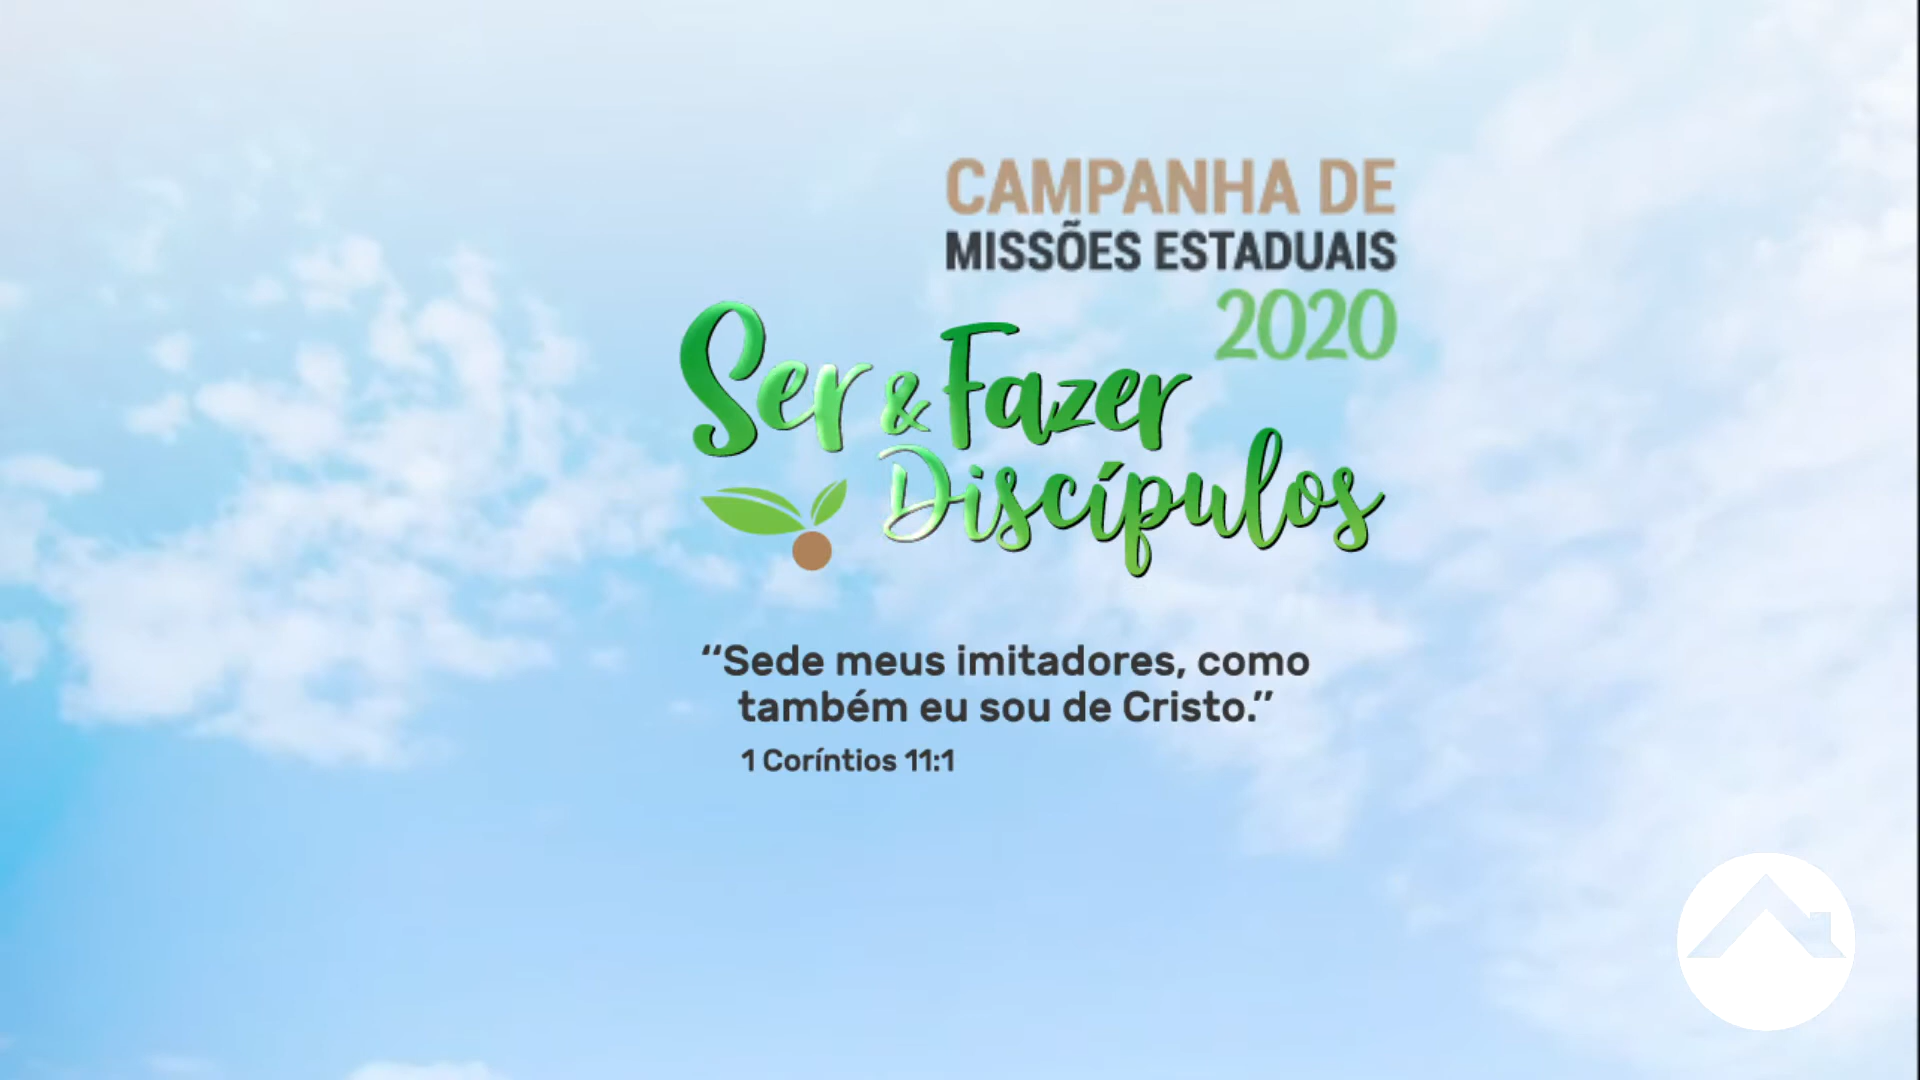 CAMPANHA DE
MISSÕES ESTADUAIS
2020
Ser & Fazer
Discípulos
“Sede meus imitadores, como
também eu sou de Cristo.”
1 Coríntios 11:1